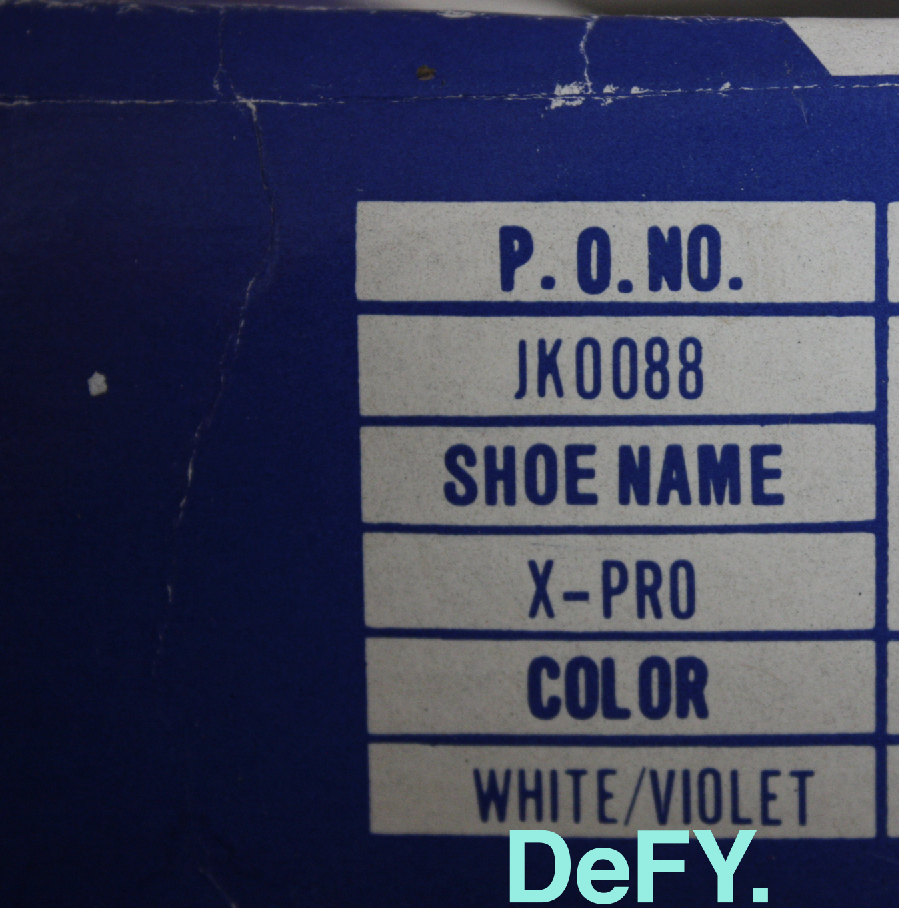 P.O.NO.
JK0088
SHOE NAME
X-PRO
COLOR
WHITE/VIOLET
DeFY.